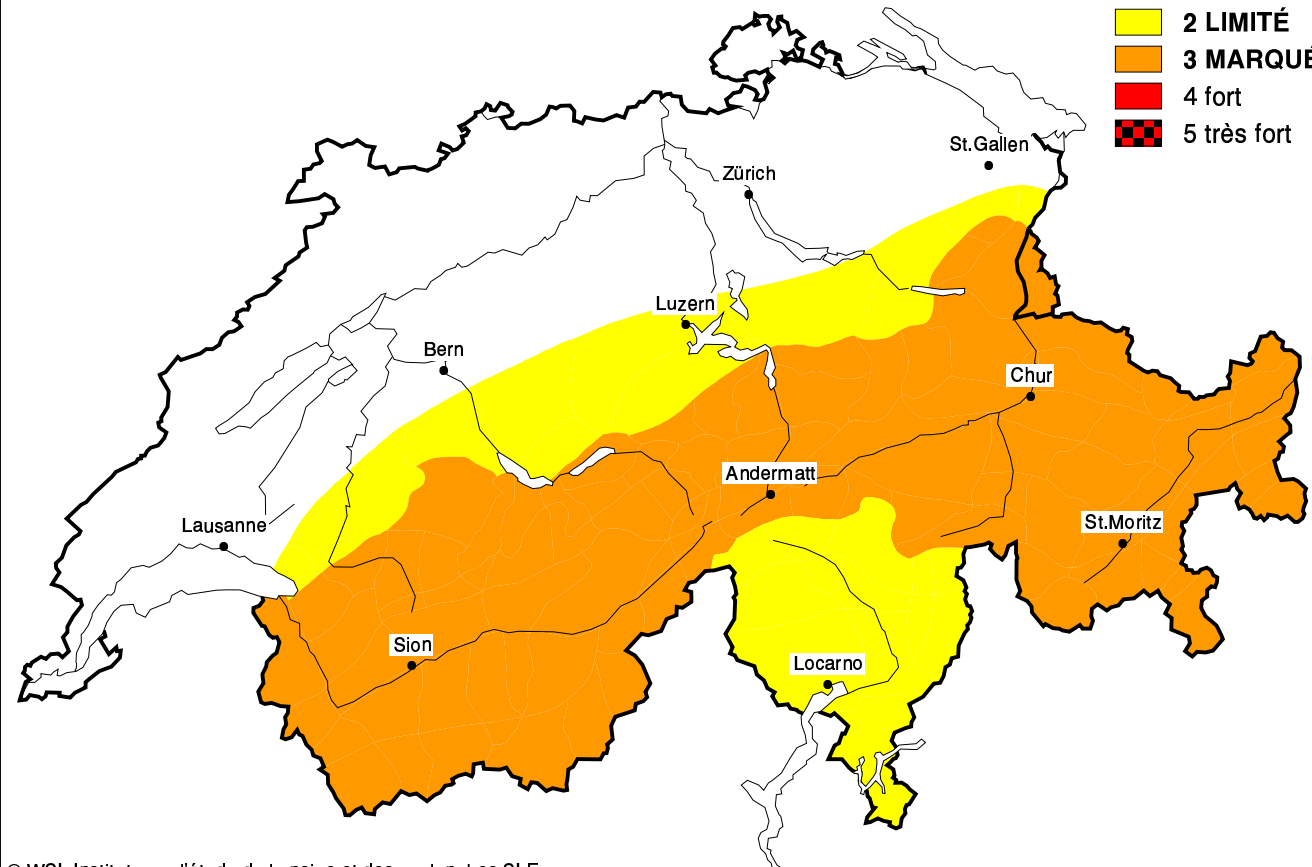 2 LIMITÉ
3 MARQUÉ
4 fort
5 très fort
St.Gallen
Zürich
Luzern
Bern
Chur
Andermatt
Lausanne
St.Moritz
Sion
Locarno